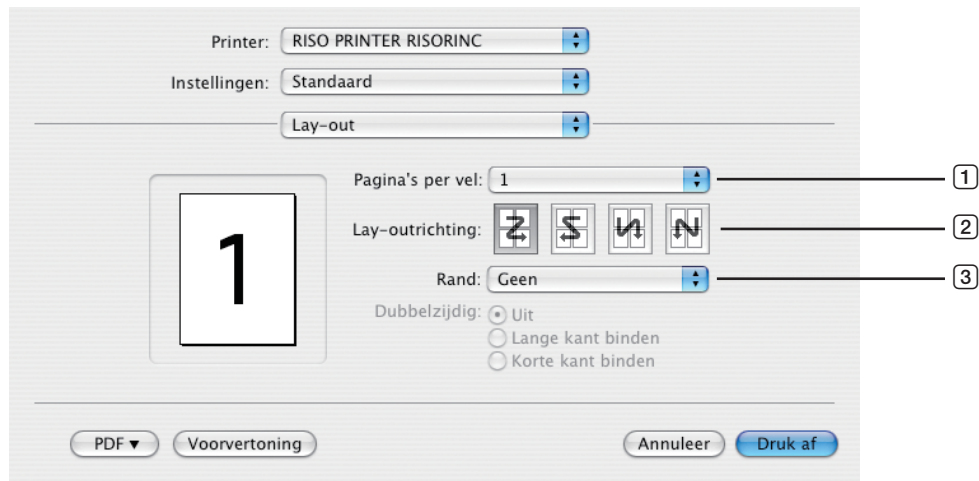 Printer: RISO PRINTER RISORINC
Instellingen: Standaard
Lay-out
Pagina's per vel: 1
1
Lay-outrichting:
2
1
Rand: Geen
3
Dubbelzijdig: Uit
Lange kant binden
Korte kant binden
PDF▼ Voorvertoning Annuleer Druk af